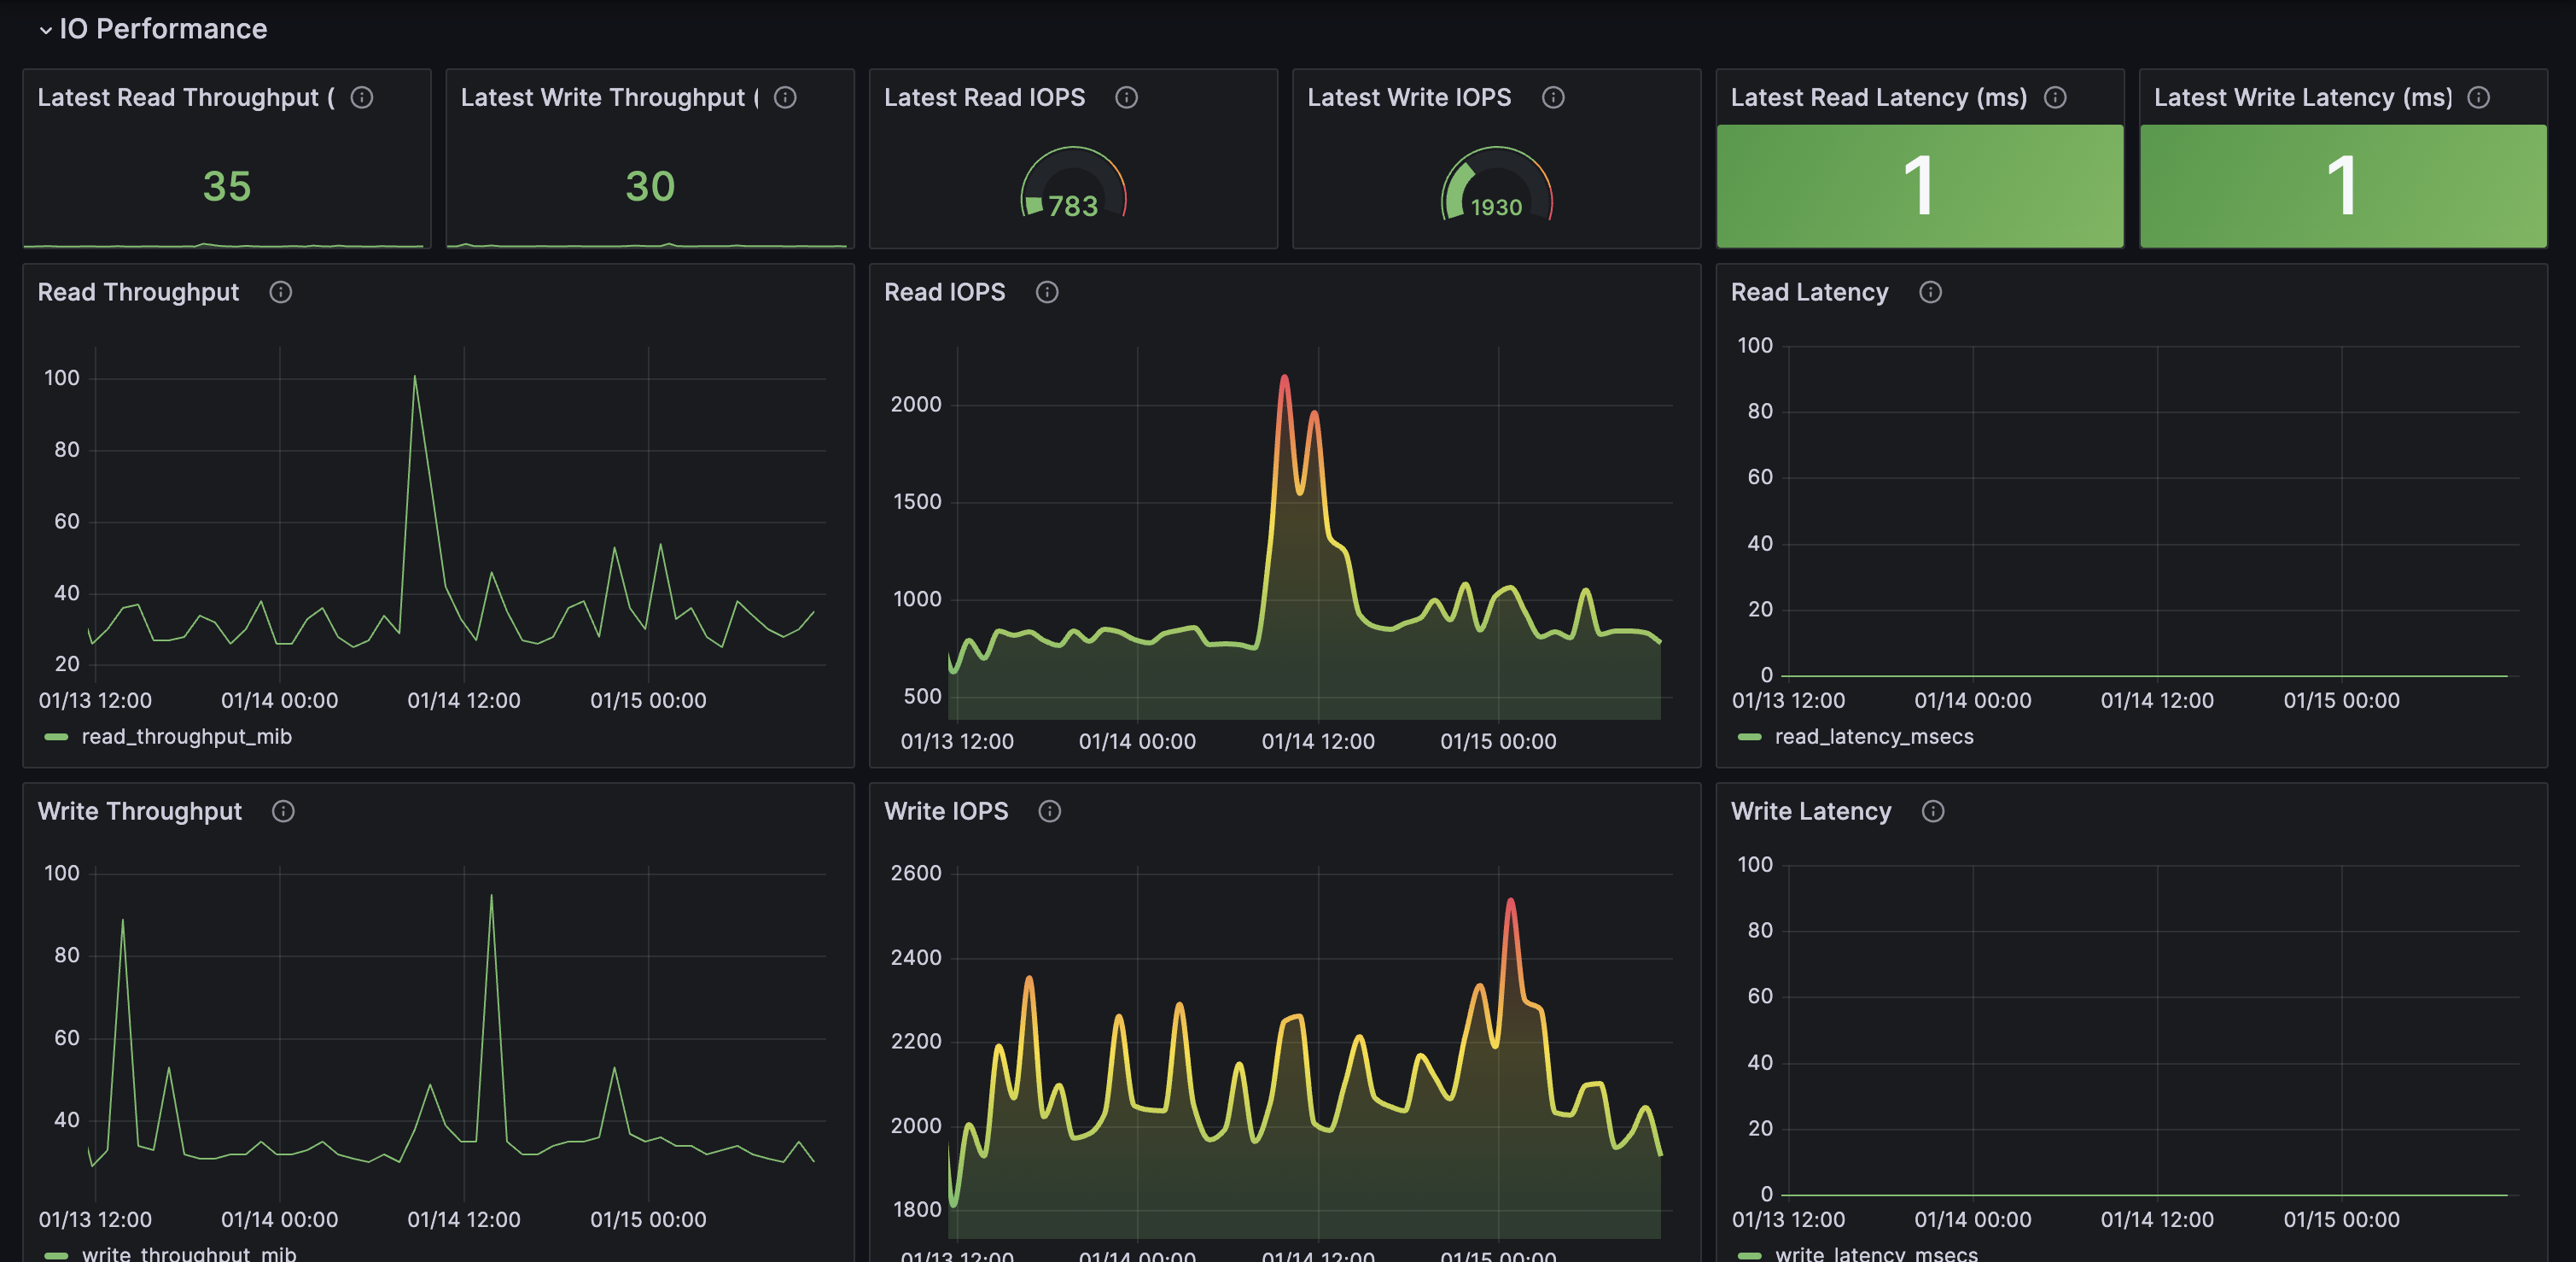 IO Performance
Latest Read Throughput (
35
Latest Write Throughput (
30
Latest Read IOPS
783
Latest Write IOPS
1930
Latest Read Latency (ms)
1
Latest Write Latency (ms)
1
Read Throughput
100
80
60
40
20
01/13 12:00 01/14 00:00 01/14 12:00 01/15 00:00
read_throughput_mib
Read IOPS
2000
1500
1000
500
01/13 12:00 01/14 00:00 01/14 12:00 01/15 00:00
Read Latency
100
80
60
40
20
0
01/13 12:00 01/14 00:00 01/14 12:00 01/15 00:00
read_latency_msecs
Write Throughput
100
80
60
40
01/13 12:00 01/14 00:00 01/14 12:00 01/15 00:00
write_throughput_mib
Write IOPS
2600
2400
2200
2000
1800
01/13 12:00 01/14 00:00 01/14 12:00 01/15 00:00
Write Latency
100
80
60
40
20
0
01/13 12:00 01/14 00:00 01/14 12:00 01/15 00:00
write_latency_msecs